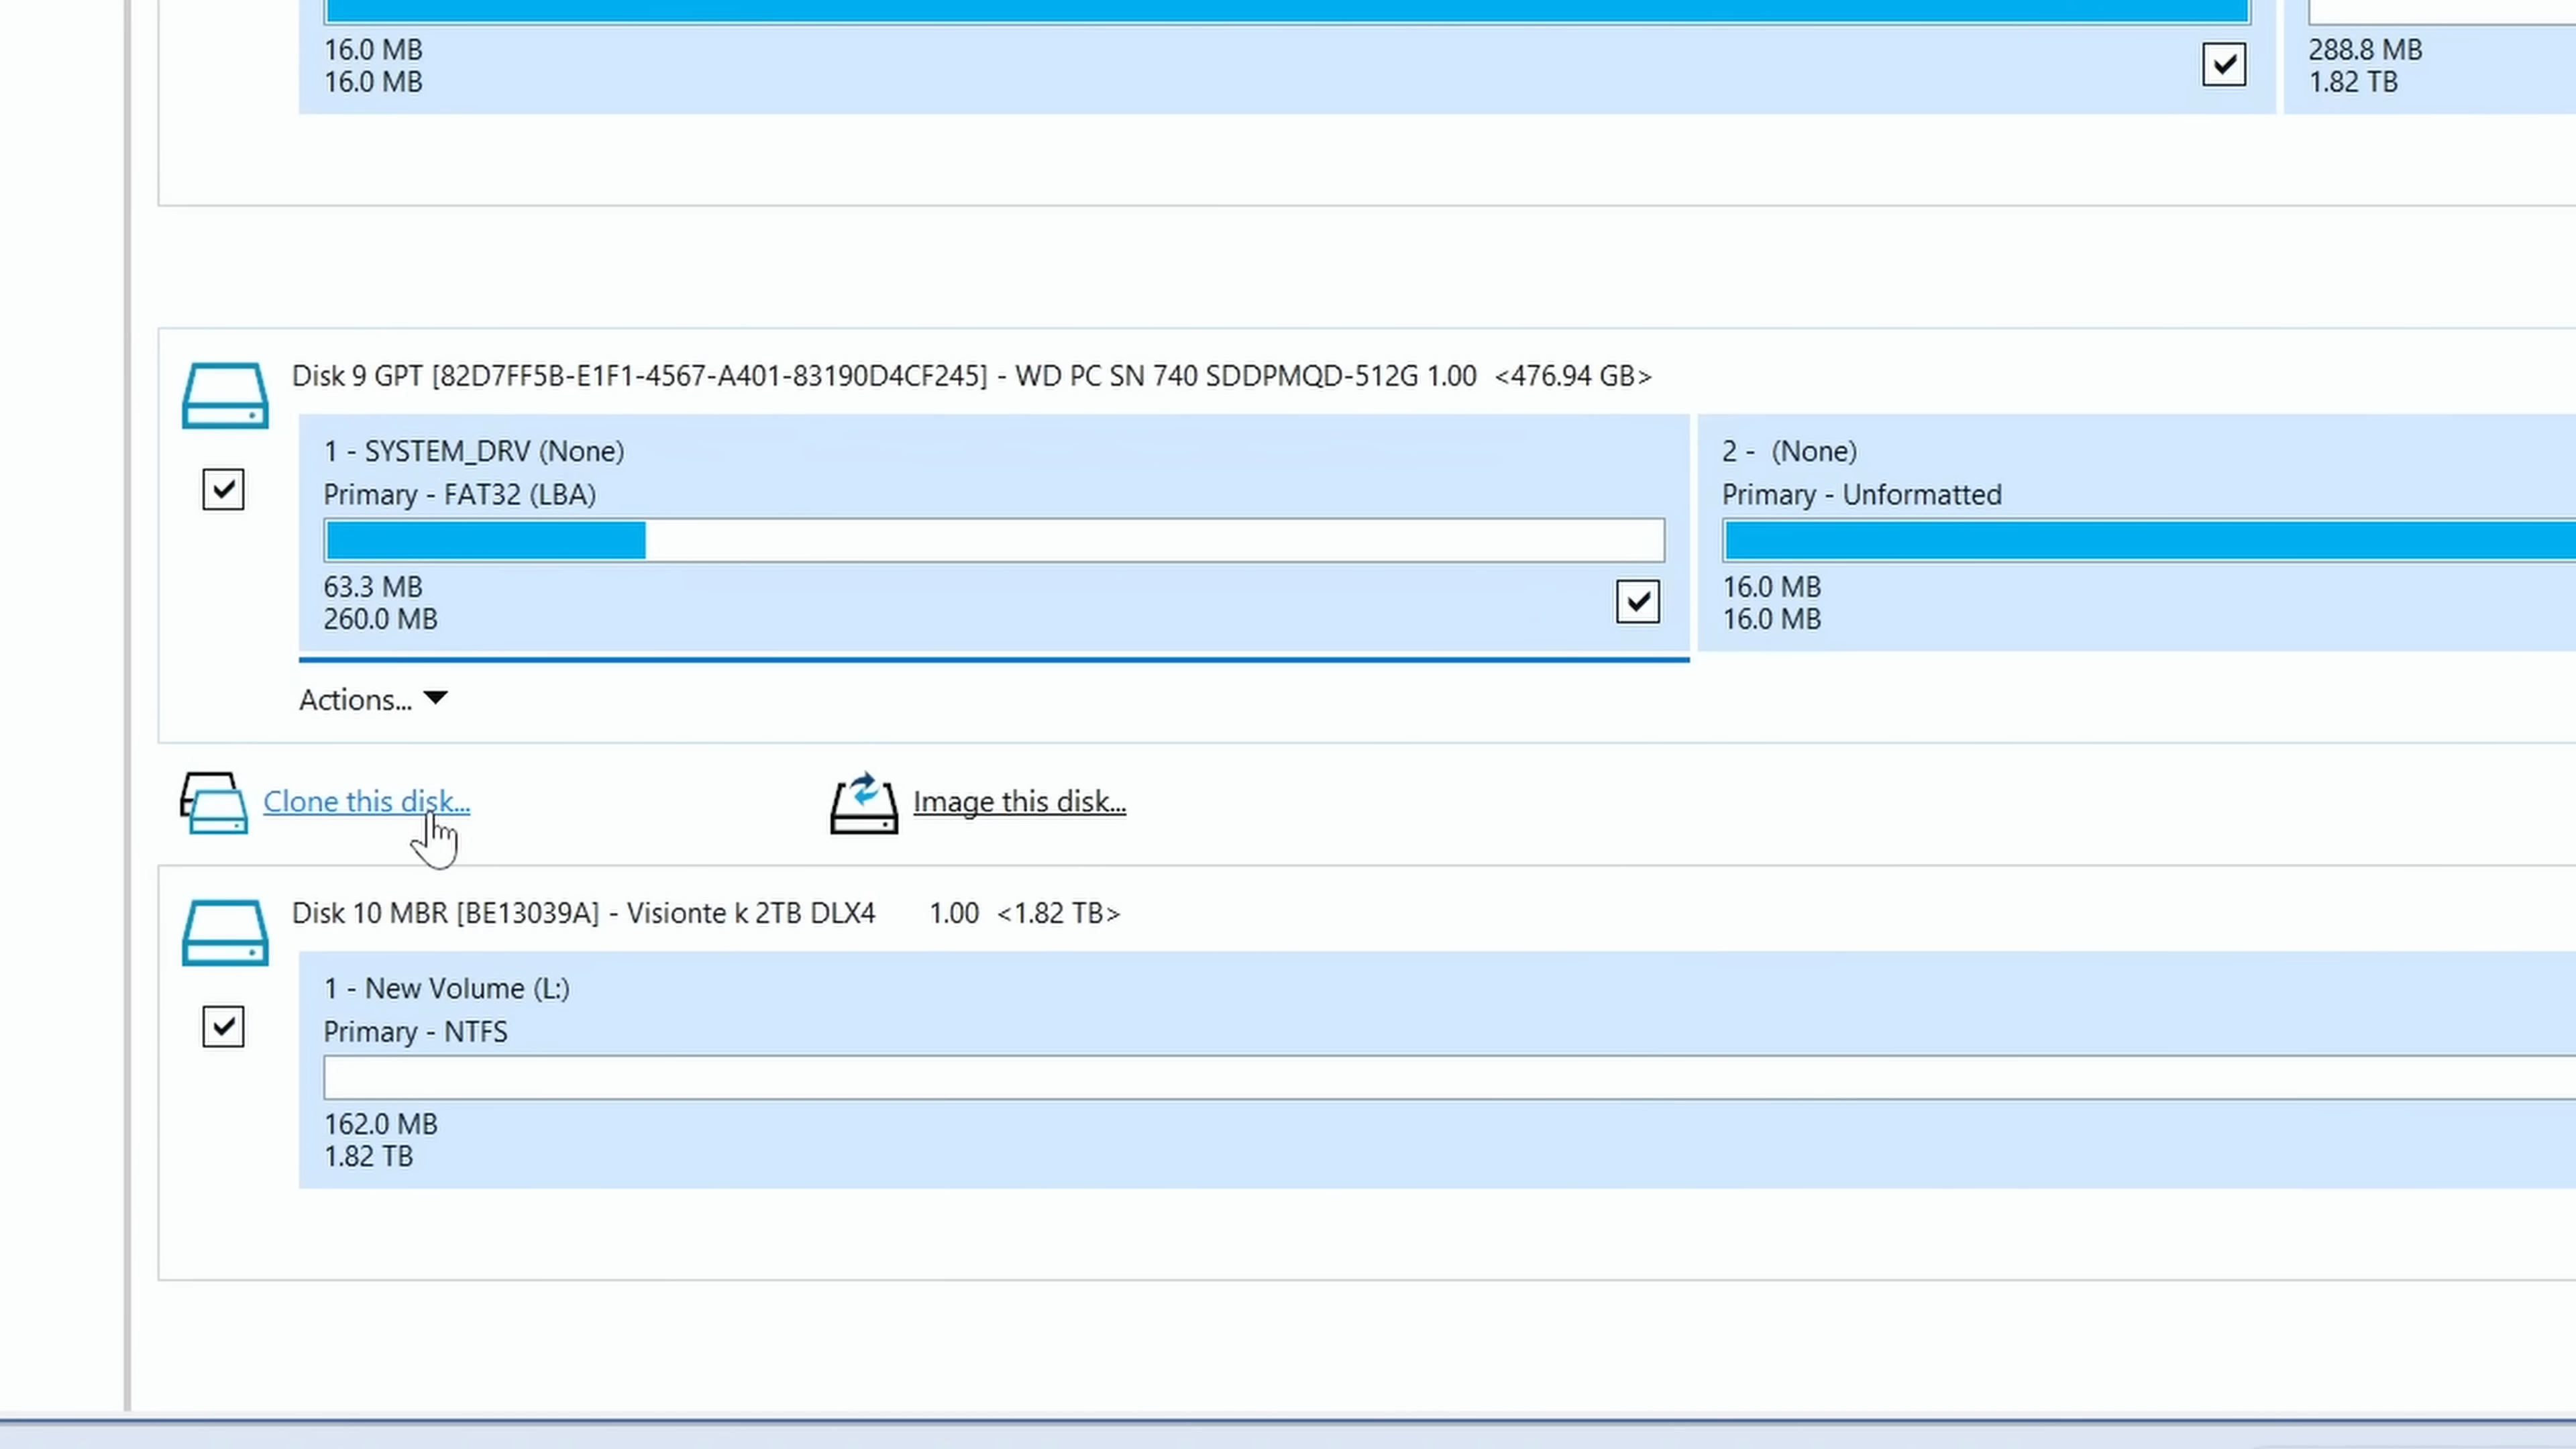 16.0 MB
16.0 MB
288.8 MB
1.82 TB
Disk 9 GPT [82D7FF5B-E1F1-4567-A401-83190D4CF245] - WD PC SN 740 SDDPMQD-512G 1.00 <476.94 GB>
1 - SYSTEM_DRV (None)
Primary - FAT32 (LBA)
63.3 MB
260.0 MB
2 - (None)
Primary - Unformatted
16.0 MB
16.0 MB
Actions...
Clone this disk...
Image this disk...
Disk 10 MBR [BE13039A] - Visionte k 2TB DLX4 1.00 <1.82 TB>
1 - New Volume (L:)
Primary - NTFS
162.0 MB
1.82 TB